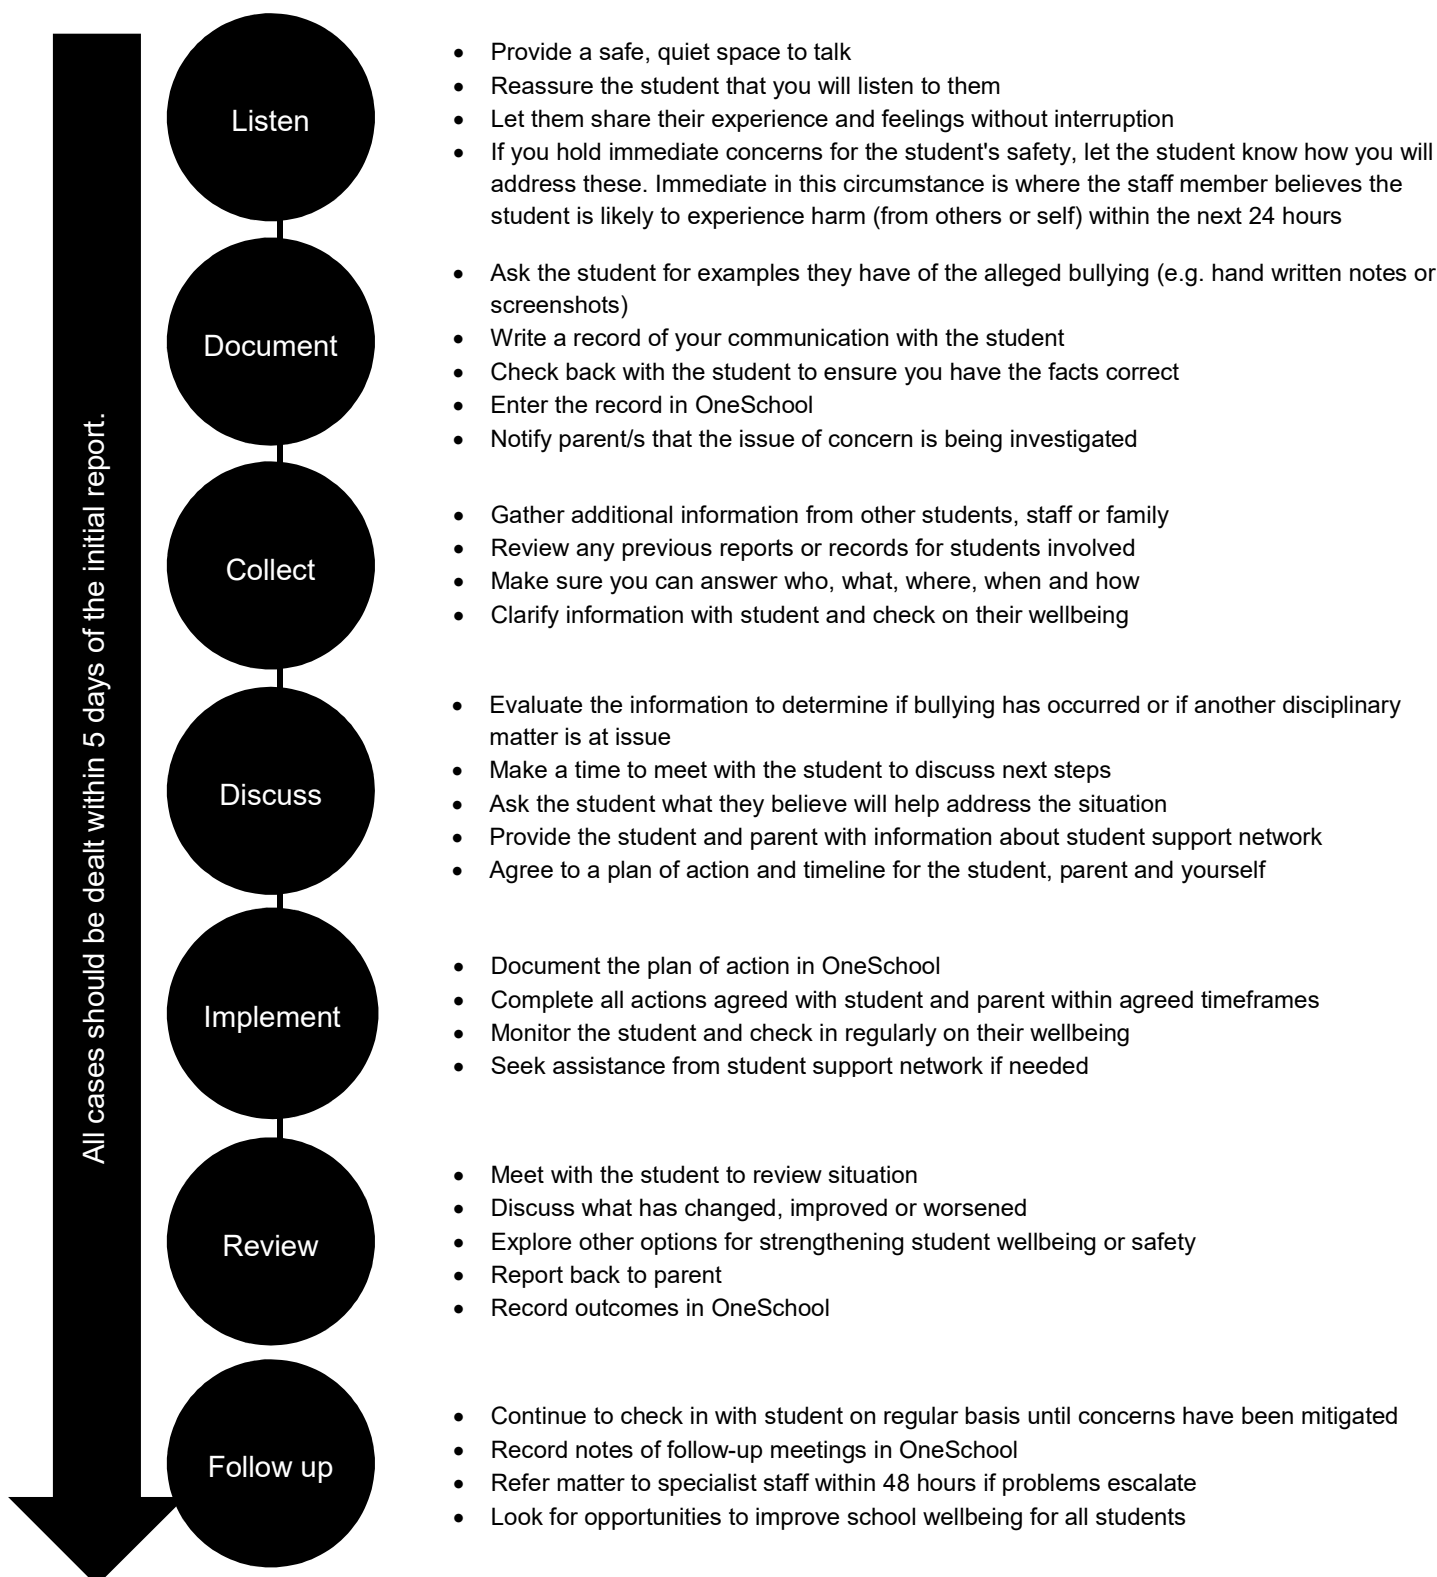 All cases should be dealt within 5 days of the initial report.
Listen
• Provide a safe, quiet space to talk
• Reassure the student that you will listen to them
• Let them share their experience and feelings without interruption
• If you hold immediate concerns for the student's safety, let the student know how you will
address these. Immediate in this circumstance is where the staff member believes the
student is likely to experience harm (from others or self) within the next 24 hours
Document
• Ask the student for examples they have of the alleged bullying (e.g. hand written notes or
screenshots)
• Write a record of your communication with the student
• Check back with the student to ensure you have the facts correct
• Enter the record in OneSchool
• Notify parent/s that the issue of concern is being investigated
Collect
• Gather additional information from other students, staff or family
• Review any previous reports or records for students involved
• Make sure you can answer who, what, where, when and how
• Clarify information with student and check on their wellbeing
Discuss
• Evaluate the information to determine if bullying has occurred or if another disciplinary
matter is at issue
• Make a time to meet with the student to discuss next steps
• Ask the student what they believe will help address the situation
• Provide the student and parent with information about student support network
• Agree to a plan of action and timeline for the student, parent and yourself
Implement
• Document the plan of action in OneSchool
• Complete all actions agreed with student and parent within agreed timeframes
• Monitor the student and check in regularly on their wellbeing
• Seek assistance from student support network if needed
Review
• Meet with the student to review situation
• Discuss what has changed, improved or worsened
• Explore other options for strengthening student wellbeing or safety
• Report back to parent
• Record outcomes in OneSchool
Follow up
• Continue to check in with student on regular basis until concerns have been mitigated
• Record notes of follow-up meetings in OneSchool
• Refer matter to specialist staff within 48 hours if problems escalate
• Look for opportunities to improve school wellbeing for all students